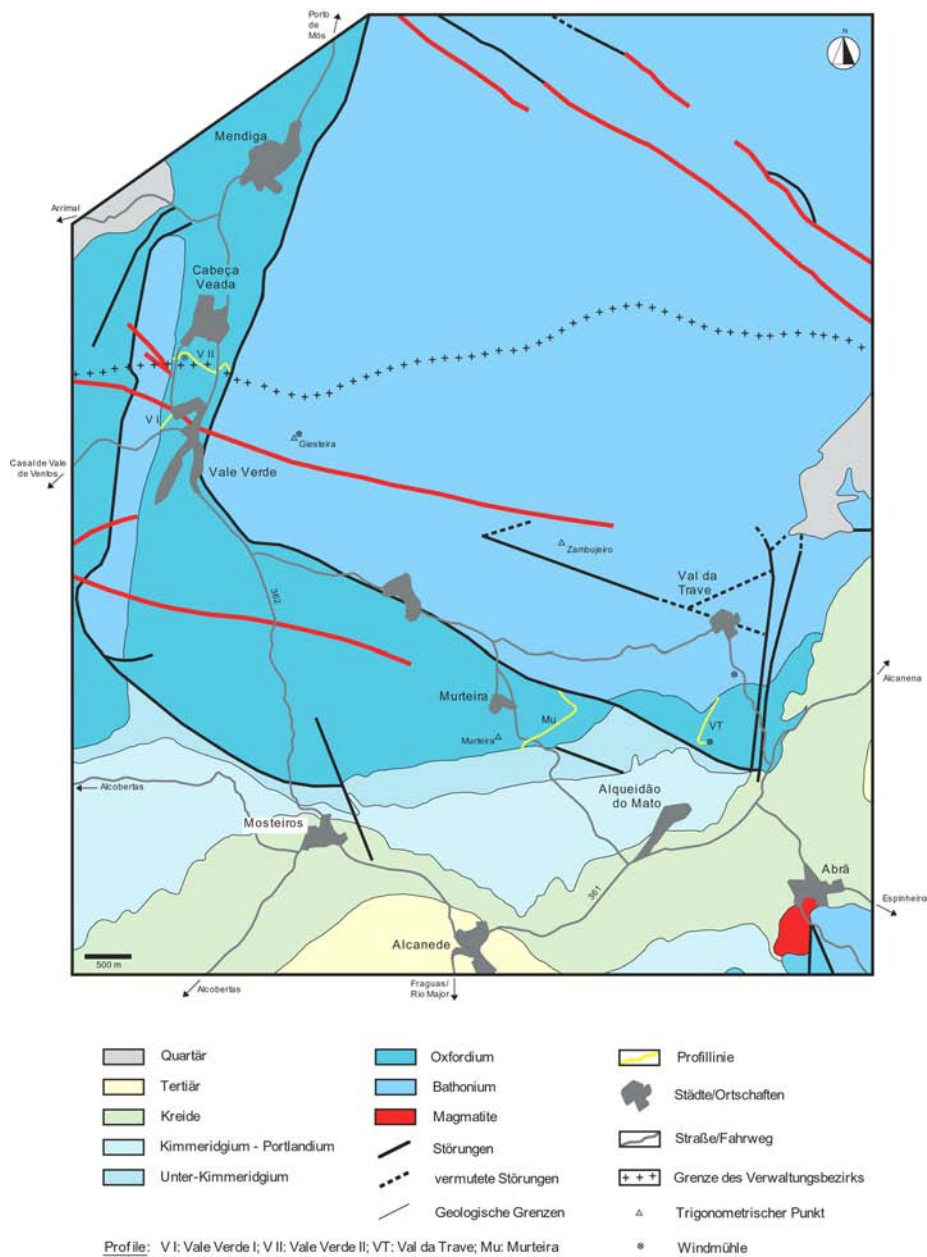 Porto
de
Mós
N
Mendiga
Arrimal
Cabeça
Veada
V II
V I
Giesteira
Casal de Vale
de Ventos
Vale Verde
Zambujeiro
Val da
Trave
362
Alcanena
Murteira
Mu
VT
Murteira
Alcobertas
Alqueidão
do Mato
Mosteiros
Abrã
361
Espinheiro
Alcanede
500 m
Alcobertas
Fraguas/
Rio Major
Quartär
Oxfordium
Profillinie
Tertiär
Bathonium
Städte/Ortschaften
Kreide
Magmatite
Kimmeridgium - Portlandium
Störungen
Straße/Fahrweg
Unter-Kimmeridgium
vermutete Störungen
Grenze des Verwaltungsbezirks
Geologische Grenzen
Trigonometrischer Punkt
Profile: V I: Vale Verde I; V II: Vale Verde II; VT: Val da Trave; Mu: Murteira
Windmühle